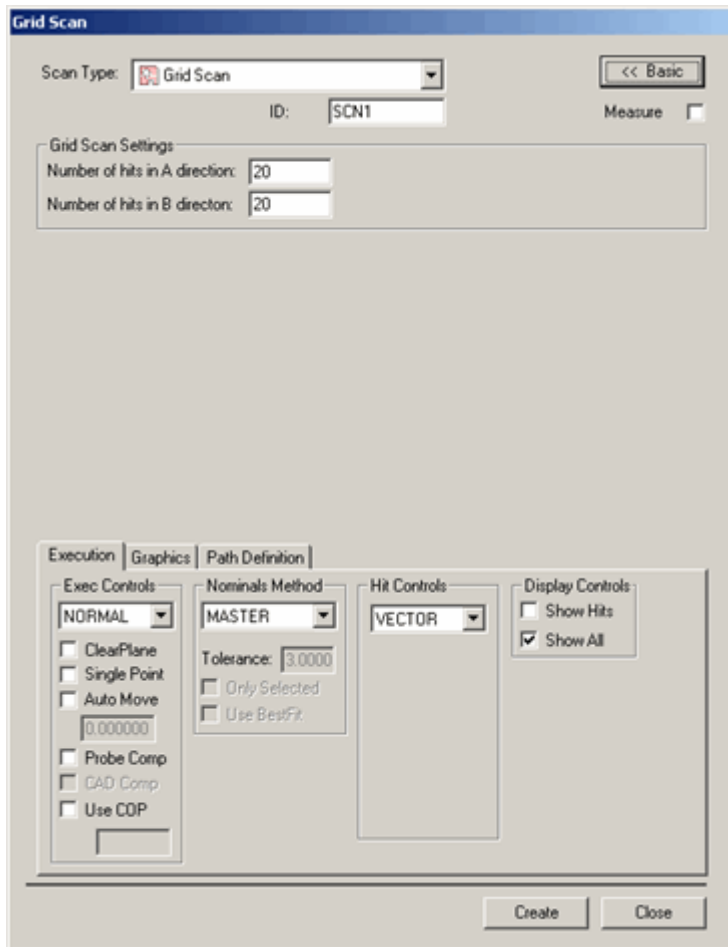 Grid Scan
Scan Type: Grid Scan
<< Basic
ID: SCN1
Measure
Grid Scan Settings
Number of hits in A direction: 20
Number of hits in B directon: 20
Execution
Graphics
Path Definition
Exec Controls
NORMAL
ClearPlane
Single Point
Auto Move
0.000000
Probe Comp
CAD Comp
Use COP
Nominals Method
MASTER
Tolerance: 3.0000
Only Selected
Use BestFit
Hit Controls
VECTOR
Display Controls
Show Hits
Show All
Create
Close